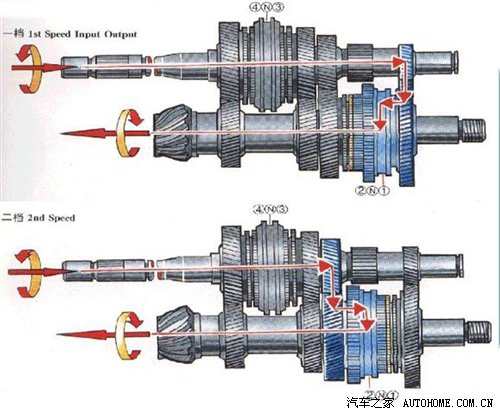 ④Ⓝ③
一档 1st Speed Input Output
②Ⓝ①
④Ⓝ③
二档 2nd Speed
②Ⓝ①
汽车之家 AUTOHOME.COM.CN